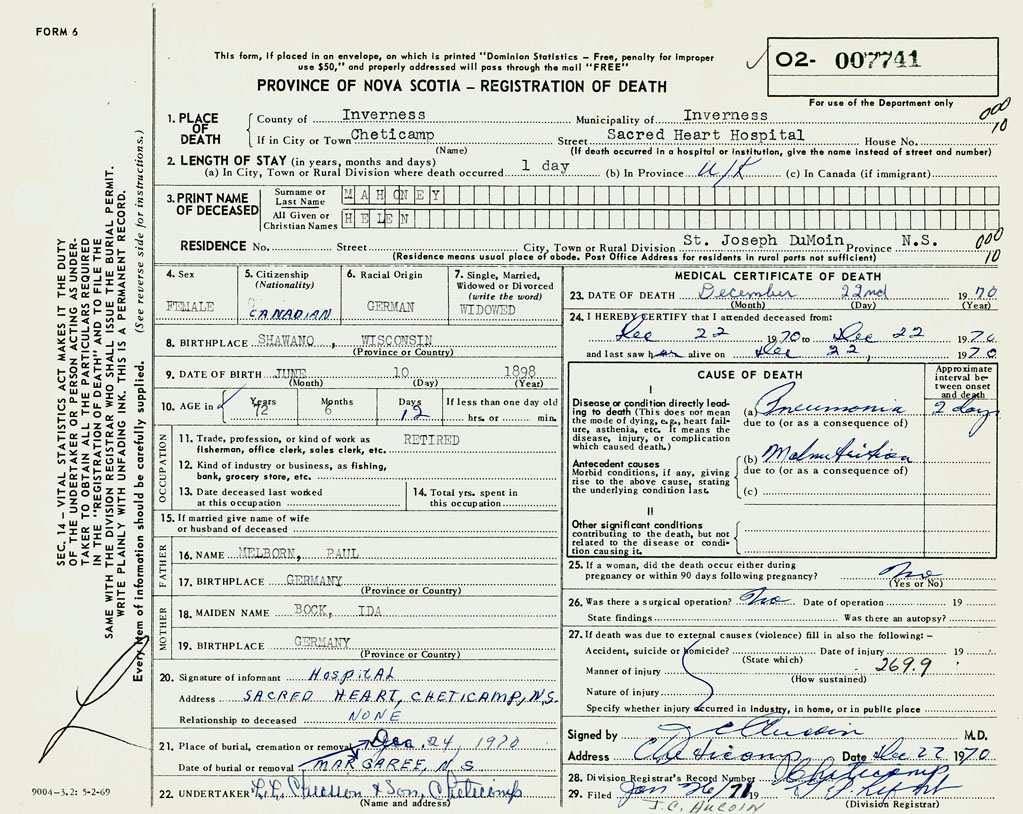 FORM 6
This form, if placed in an envelope, on which is printed "Dominion Statistics - Free, penalty for improper
use $50," and properly addressed will pass through the mail "FREE"
PROVINCE OF NOVA SCOTIA - REGISTRATION OF DEATH
02- 007741
For use of the Department only
000
10
1. PLACE OF DEATH
County of Inverness Municipality of Inverness
If in City or Town Cheticamp Street Sacred Heart Hospital House No.
(Name) (If death occurred in a hospital or institution, give the name instead of street and number)
2. LENGTH OF STAY (in years, months and days)
(a) In City, Town or Rural Division where death occurred 1 day (b) In Province U/K (c) In Canada (if immigrant)
3. PRINT NAME OF DECEASED
Surname or Last Name MAHONEY
All Given or Christian Names HELEN
RESIDENCE No. Street City, Town or Rural Division St. Joseph DuMoin Province N.S.
(Residence means usual place of abode. Post Office Address for residents in rural parts not sufficient)
000
10
4. Sex
FEMALE
5. Citizenship
(Nationality)
CANADIAN
6. Racial Origin
GERMAN
7. Single, Married,
Widowed or Divorced
(write the word)
WIDOWED
8. BIRTHPLACE SHAWANO, WISCONSIN
(Province or Country)
9. DATE OF BIRTH JUNE 10 1898
(Month) (Day) (Year)
10. AGE in Years Months Days If less than one day old
72 6 12 hrs. or min.
OCCUPATION
11. Trade, profession, or kind of work as RETIRED
fisherman, office clerk, sales clerk, etc.
12. Kind of industry or business, as fishing,
bank, grocery store, etc.
13. Date deceased last worked
at this occupation
14. Total yrs. spent in
this occupation
15. If married give name of wife
or husband of deceased
FATHER
16. NAME MELBORN, PAUL
17. BIRTHPLACE GERMANY
(Province or Country)
MOTHER
18. MAIDEN NAME BOCK, IDA
19. BIRTHPLACE GERMANY
(Province or Country)
20. Signature of informant HOSPITAL
Address SACRED HEART, CHETICAMP, N.S.
Relationship to deceased NONE
21. Place of burial, cremation or removal Dec. 24, 1970
Date of burial or removal MARGAREE, N.S.
22. UNDERTAKER & Son, Cheticamp
(Name and address)
MEDICAL CERTIFICATE OF DEATH
23. DATE OF DEATH December 22nd 1970
(Month) (Day) (Year)
24. I HEREBY CERTIFY that I attended deceased from:
Dec 22 1970 to Dec 22 1970
and last saw her alive on Dec 22, 1970
CAUSE OF DEATH
Approximate
interval be-
tween onset
and death
I
Disease or condition directly lead-
ing to death (This does not mean
the mode of dying, e.g., heart fail-
ure, asthenia, etc. It means the
disease, injury, or complication
which caused death.)
(a) Pneumonia 2 days
due to (or as a consequence of)
Antecedent causes
Morbid conditions, if any, giving
rise to the above cause, stating
the underlying condition last.
(b) Malnutrition
due to (or as a consequence of)
(c)
II
Other significant conditions
contributing to the death, but not
related to the disease or condi-
tion causing it.
25. If a woman, did the death occur either during
pregnancy or within 90 days following pregnancy? No
(Yes or No)
26. Was there a surgical operation? No Date of operation 19
State findings Was there an autopsy?
27. If death was due to external causes (violence) fill in also the following: -
Accident, suicide or homicide? Date of injury 19
(State which)
Manner of injury 269.9
(How sustained)
Nature of injury
Specify whether injury occurred in industry, in home, or in public place
Signed by J C Aucoin M.D.
Address Cheticamp Date Dec 22 1970
28. Division Registrar's Record Number Cheticamp,
29. Filed Jan 26/71 19
(Division Registrar)
J.C. AUCOIN
SEC. 14 - VITAL STATISTICS ACT MAKES IT THE DUTY
OF THE UNDERTAKER OR PERSON ACTING AS UNDER-
TAKER TO OBTAIN ALL THE PARTICULARS REQUIRED
IN THE "REGISTRATION OF DEATH" AND TO FILE THE
SAME WITH THE DIVISION REGISTRAR WHO SHALL ISSUE THE BURIAL PERMIT.
WRITE PLAINLY WITH UNFADING INK. THIS IS A PERMANENT RECORD.
Every item of information should be carefully supplied. (See reverse side for instructions.)
9004-3.2: 5-2-69